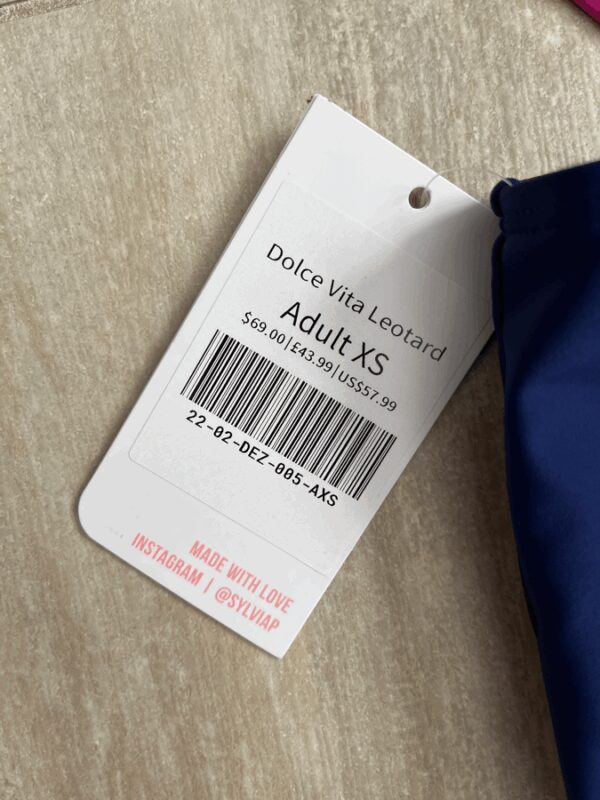 Dolce Vita Leotard
Adult XS
$69.00|£43.99|US$57.99
22-02-DEZ-005-AXS
MADE WITH LOVE
INSTAGRAM | @SYLVIAP